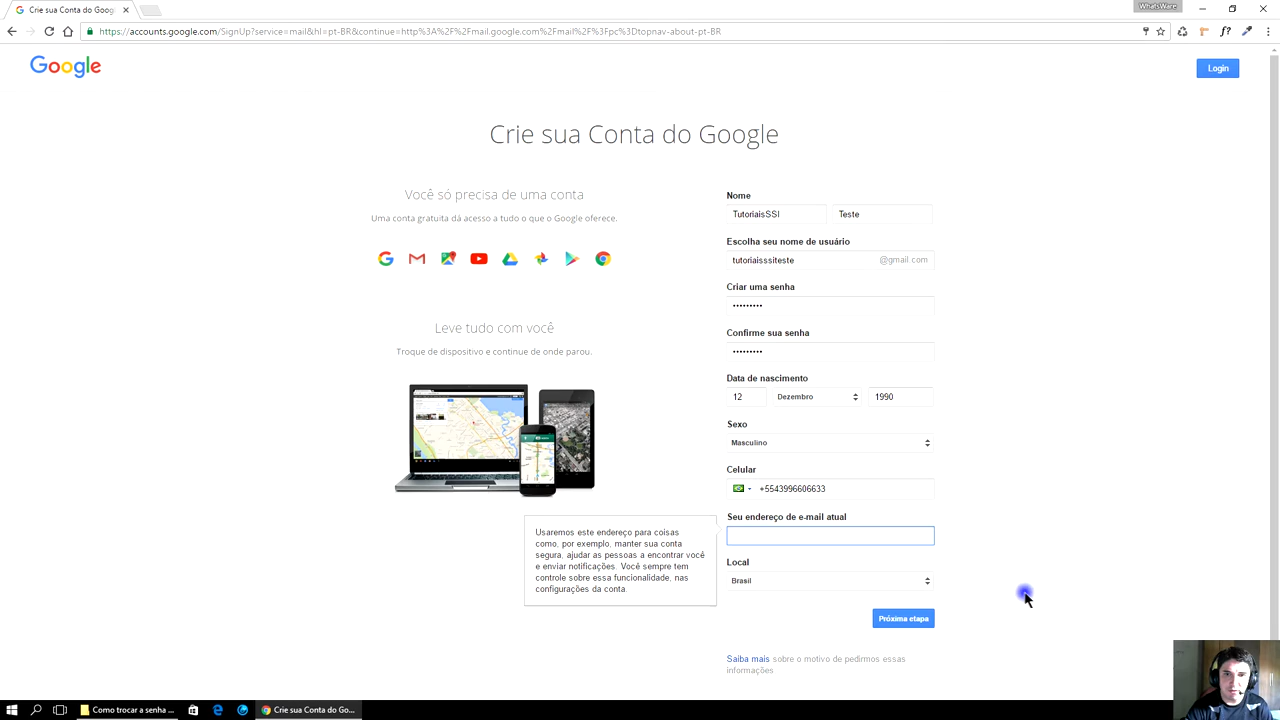 Crie sua Conta do Goog
WhatsWare
https://accounts.google.com/SignUp?service=mail&hl=pt-BR&continue=http%3A%2F%2Fmail.google.com%2Fmail%2F%3Fpc%3Dtopnav-about-pt-BR
f?
Google
Login
Crie sua Conta do Google
Você só precisa de uma conta
Uma conta gratuita dá acesso a tudo o que o Google oferece.
Leve tudo com você
Troque de dispositivo e continue de onde parou.
Nome
TutoriaisSSI Teste
Escolha seu nome de usuário
tutoriaisssiteste @gmail.com
Criar uma senha
•••••••••
Confirme sua senha
•••••••••
Data de nascimento
12 Dezembro 1990
Sexo
Masculino
Celular
+5543996606633
Seu endereço de e-mail atual
Usaremos este endereço para coisas
como, por exemplo, manter sua conta
segura, ajudar as pessoas a encontrar você
e enviar notificações. Você sempre tem
controle sobre essa funcionalidade, nas
configurações da conta.
Local
Brasil
Próxima etapa
Saiba mais sobre o motivo de pedirmos essas
informações
Como trocar a senha ...
Crie sua Conta do Go...